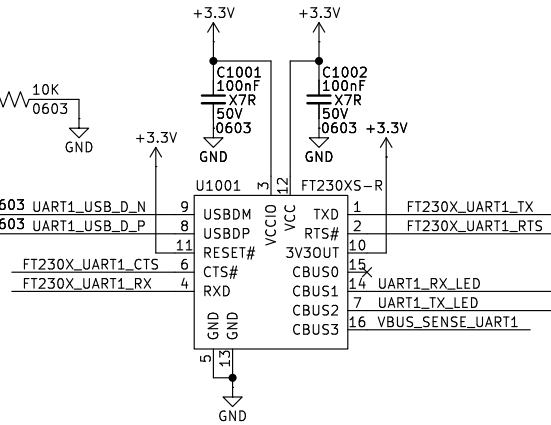 +3.3V
+3.3V
C1001
100nF
X7R
50V
0603
C1002
100nF
X7R
50V
0603
10K
0603
GND
+3.3V
GND
GND
+3.3V
U1001
3
12
FT230XS-R
603 UART1_USB_D_N
9
USBDM
VCCIO
VCC
TXD
1
FT230X_UART1_TX
603 UART1_USB_D_P
8
USBDP
RTS#
2
FT230X_UART1_RTS
11
RESET#
3V3OUT
10
FT230X_UART1_CTS
6
CTS#
CBUS0
15
FT230X_UART1_RX
4
RXD
CBUS1
14
UART1_RX_LED
CBUS2
7
UART1_TX_LED
GND
GND
CBUS3
16
VBUS_SENSE_UART1
5
13
GND